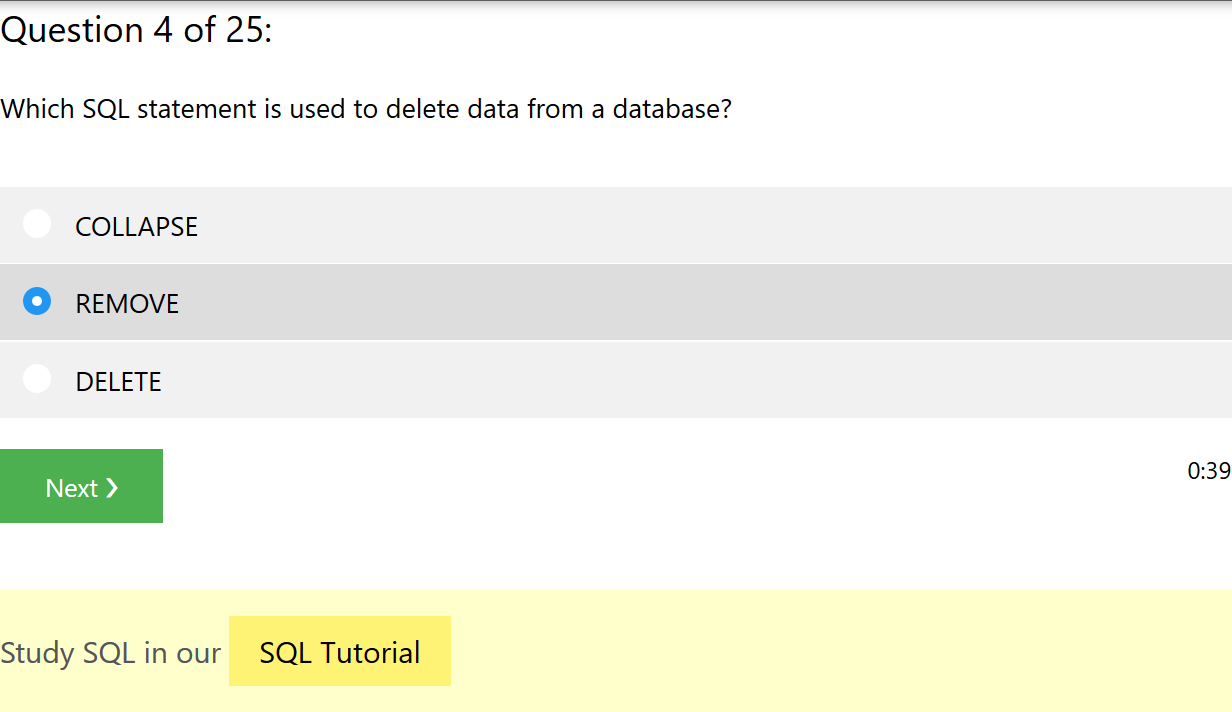 Question 4 of 25:
Which SQL statement is used to delete data from a database?
COLLAPSE
REMOVE
DELETE
Next ❯
0:39
Study SQL in our SQL Tutorial